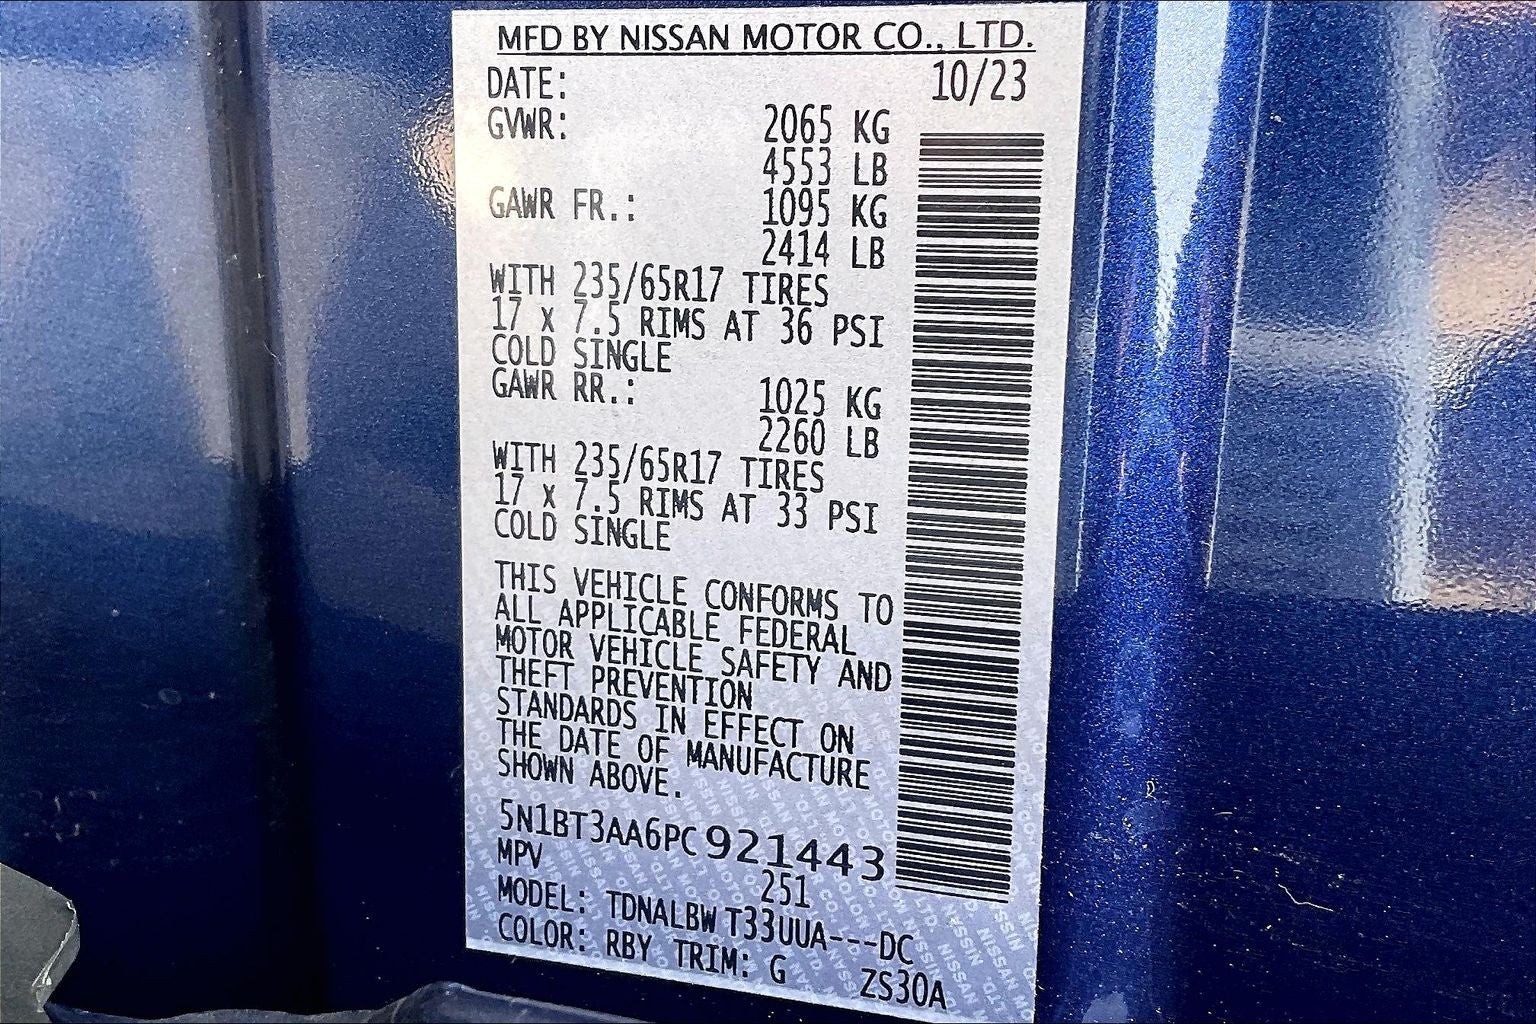 MFD BY NISSAN MOTOR CO., LTD.
DATE: 10/23
GVWR: 2065 KG
4553 LB
GAWR FR.: 1095 KG
2414 LB
WITH 235/65R17 TIRES
17 x 7.5 RIMS AT 36 PSI
COLD SINGLE
GAWR RR.: 1025 KG
2260 LB
WITH 235/65R17 TIRES
17 x 7.5 RIMS AT 33 PSI
COLD SINGLE
THIS VEHICLE CONFORMS TO
ALL APPLICABLE FEDERAL
MOTOR VEHICLE SAFETY AND
THEFT PREVENTION
STANDARDS IN EFFECT ON
THE DATE OF MANUFACTURE
SHOWN ABOVE.
5N1BT3AA6PC921443
MPV 251
MODEL: TDNALBW T33UUA---DC
COLOR: RBY TRIM: G ZS30A